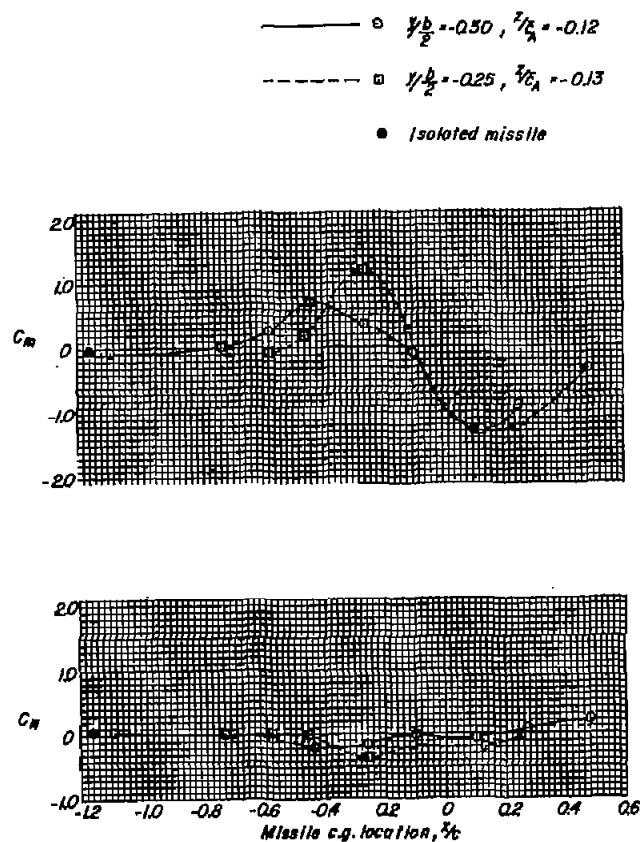 y/b/2 = -0.50 , z/c̄A = -0.12
y/b/2 = -0.25 , z/c̄A = -0.13
Isolated missile
2.0
1.0
Cm
0
-1.0
-2.0
2.0
1.0
CN
0
-1.0
-1.2 -1.0 -0.8 -0.6 -0.4 -0.2 0 0.2 0.4 0.6
Missile c.g. location, x/c